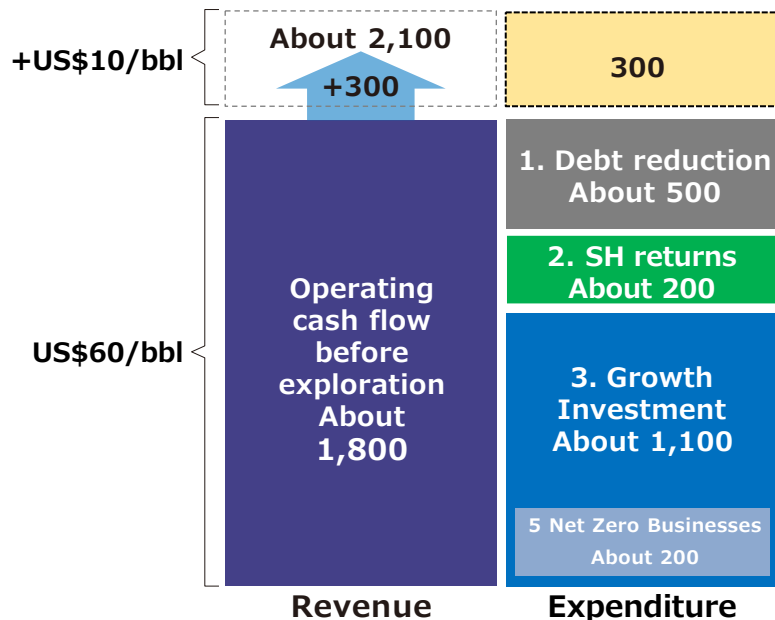 +US$10/bbl
About 2,100
+300
300
US$60/bbl
Operating
cash flow
before
exploration
About
1,800
1. Debt reduction
About 500
2. SH returns
About 200
3. Growth
Investment
About 1,100
5 Net Zero Businesses
About 200
Revenue
Expenditure